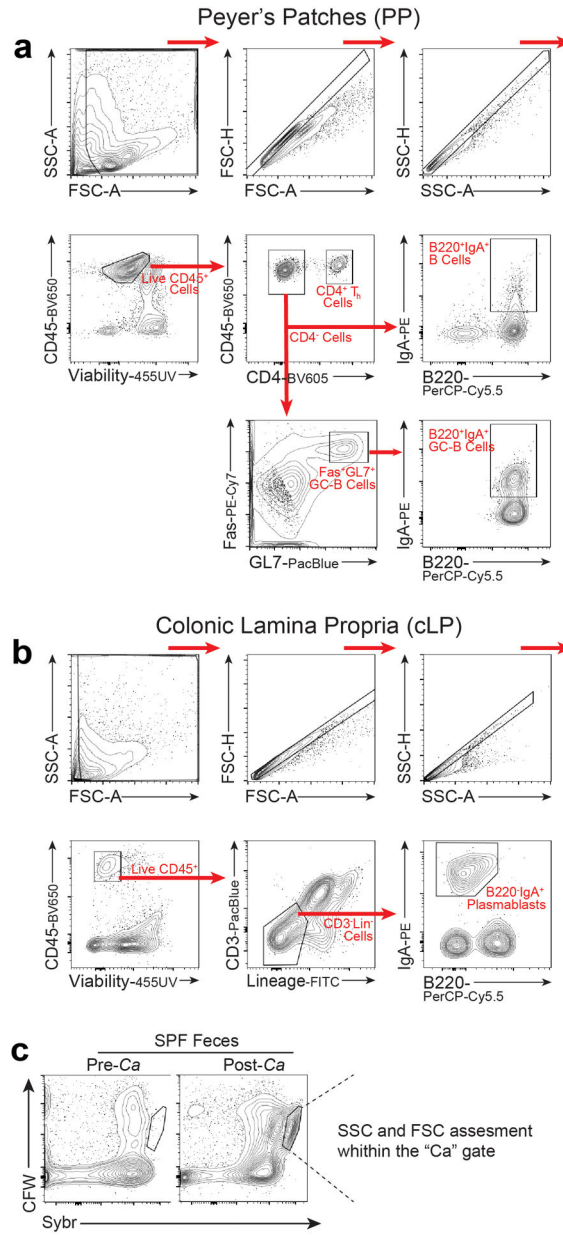 Peyer's Patches (PP)
a
SSC-A
FSC-A
FSC-H
FSC-A
SSC-H
SSC-A
CD45-BV650
Live CD45⁺
Cells
Viability-455UV
CD45-BV650
CD4⁺ Tₕ
Cells
CD4⁻ Cells
CD4-BV605
B220⁺IgA⁺
B Cells
IgA-PE
B220-
PerCP-Cy5.5
Fas-PE-Cy7
Fas⁺GL7⁺
GC-B Cells
GL7-PacBlue
B220⁺IgA⁺
GC-B Cells
IgA-PE
B220-
PerCP-Cy5.5
Colonic Lamina Propria (cLP)
b
SSC-A
FSC-A
FSC-H
FSC-A
SSC-H
SSC-A
CD45-BV650
Live CD45⁺
Viability-455UV
CD3-PacBlue
CD3⁻Lin⁻
Cells
Lineage-FITC
IgA-PE
B220⁻IgA⁺
Plasmablasts
B220-
PerCP-Cy5.5
c
SPF Feces
Pre-Ca
Post-Ca
CFW
Sybr
SSC and FSC assesment
whithin the "Ca" gate